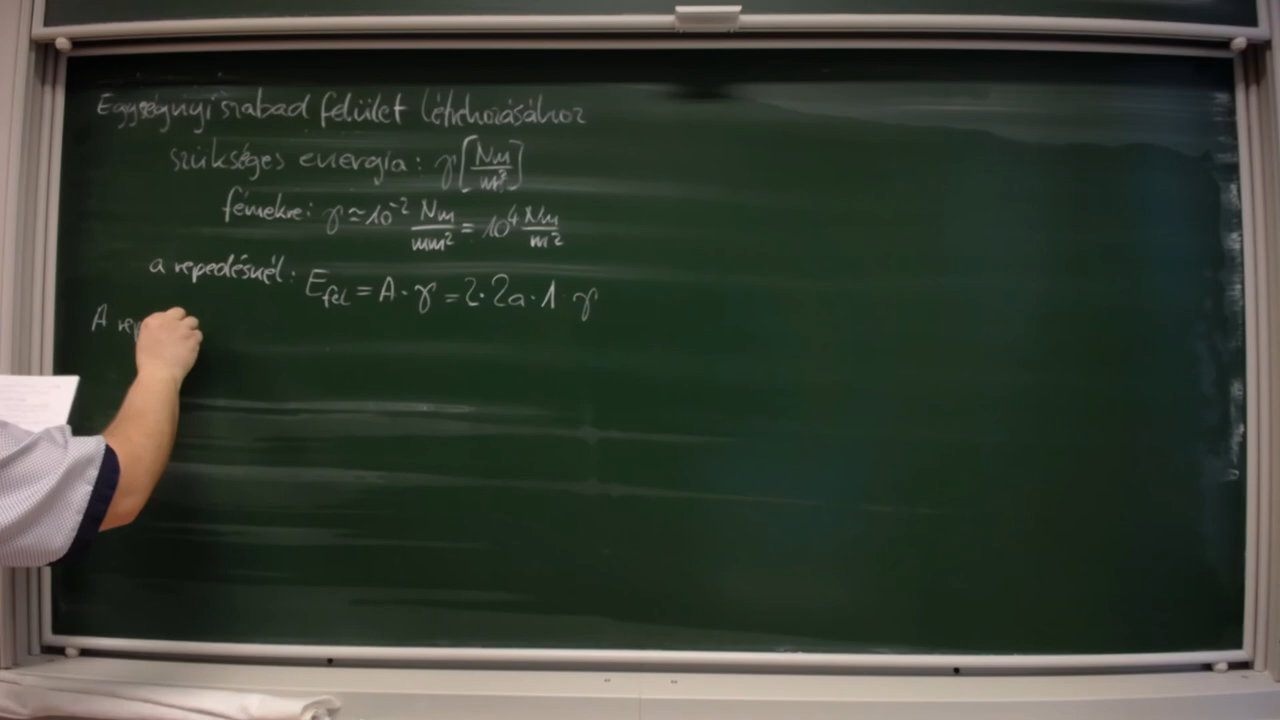 Egységnyi szabad felület létrehozásához
szükséges energia: γ [Nm/m²]
fémekre: γ ≃ 10⁻² Nm/mm² = 10⁴ Nm/m²
a repedésnél: E_fel = A · γ = 2 · 2a · 1 γ
A rep